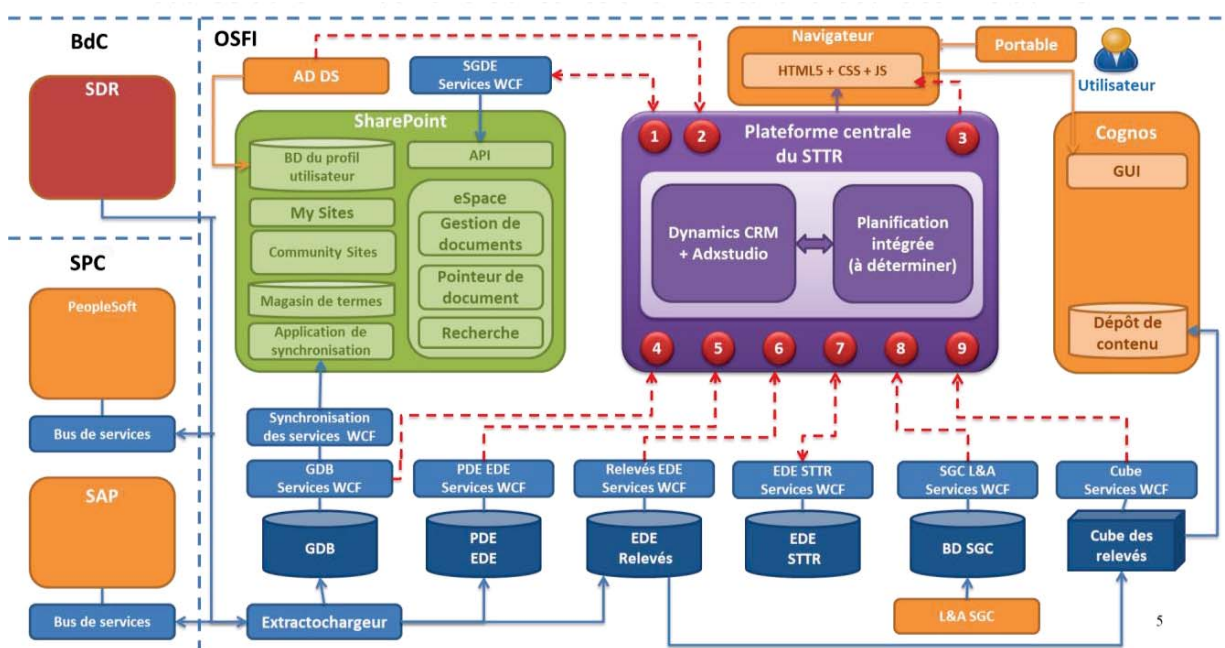 BdC
SDR
SPC
PeopleSoft
Bus de services
SAP
Bus de services
OSFI
AD DS
SGDE
Services WCF
SharePoint
BD du profil
utilisateur
My Sites
Community Sites
Magasin de termes
Application de
synchronisation
API
eSpace
Gestion de
documents
Pointeur de
document
Recherche
Navigateur
HTML5 + CSS + JS
Portable
Utilisateur
1
2
Plateforme centrale
du STTR
3
Dynamics CRM
+ Adxstudio
Planification
intégrée
(à déterminer)
4
5
6
7
8
9
Cognos
GUI
Dépôt de
contenu
Synchronisation
des services WCF
GDB
Services WCF
PDE EDE
Services WCF
Relevés EDE
Services WCF
EDE STTR
Services WCF
SGC L&A
Services WCF
Cube
Services WCF
GDB
PDE
EDE
EDE
Relevés
EDE
STTR
BD SGC
Cube des
relevés
Extractochargeur
L&A SGC
5